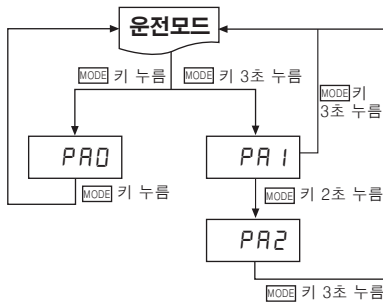 운전모드
MODE 키 누름
MODE 키 3초 누름
MODE 키
3초 누름
PA0
PA1
MODE 키 누름
MODE 키 2초 누름
PA2
MODE 키 3초 누름